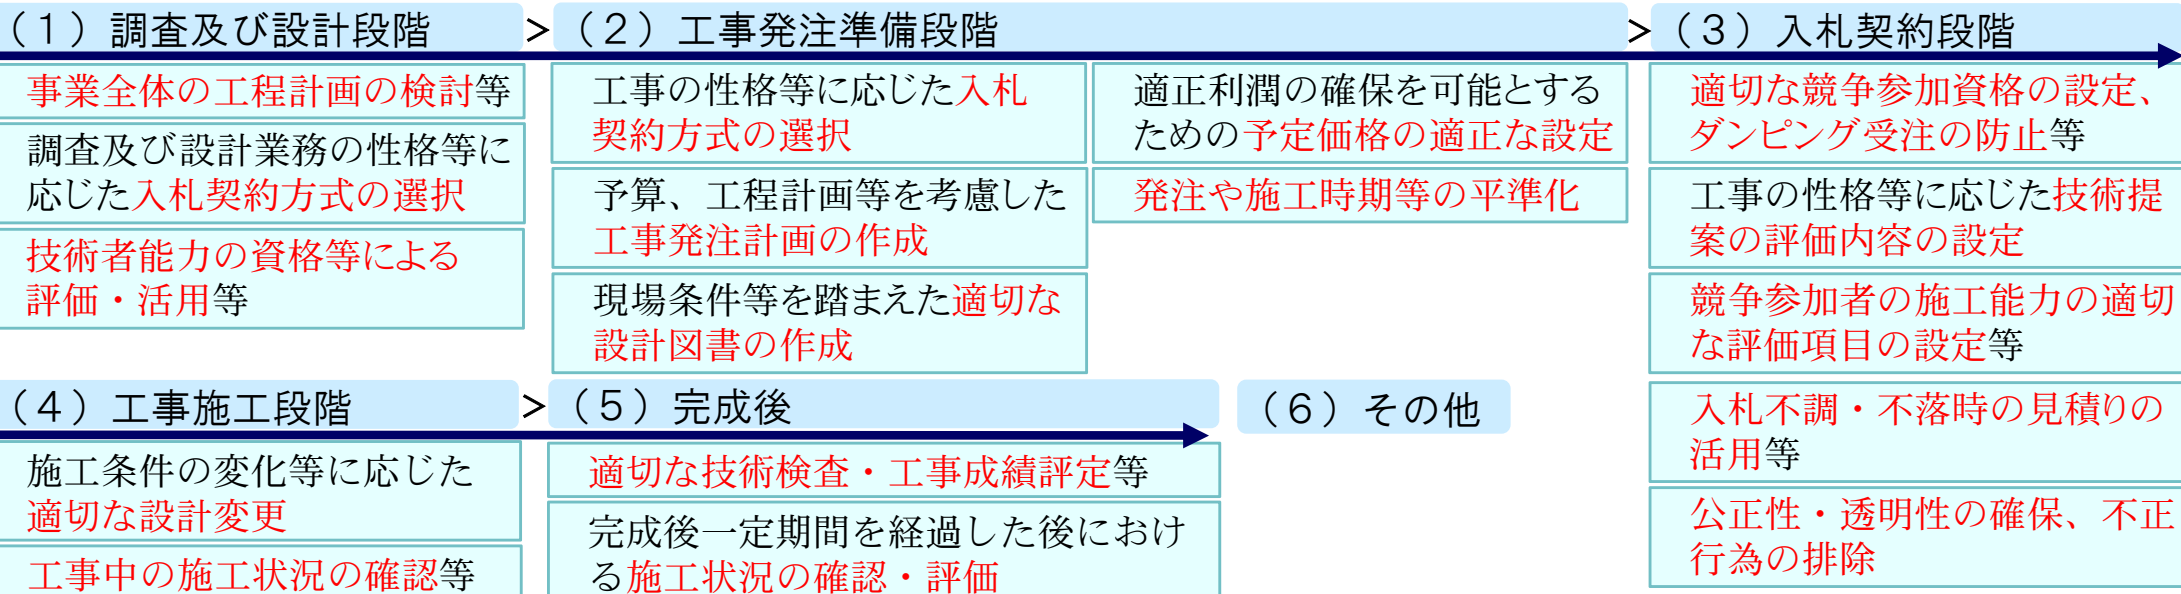 （１）調査及び設計段階
事業全体の工程計画の検討等
調査及び設計業務の性格等に
応じた入札契約方式の選択
技術者能力の資格等による
評価・活用等
>
（２）工事発注準備段階
工事の性格等に応じた入札
契約方式の選択
予算、工程計画等を考慮した
工事発注計画の作成
現場条件等を踏まえた適切な
設計図書の作成
適正利潤の確保を可能とする
ための予定価格の適正な設定
発注や施工時期等の平準化
>
（３）入札契約段階
適切な競争参加資格の設定、
ダンピング受注の防止等
工事の性格等に応じた技術提
案の評価内容の設定
競争参加者の施工能力の適切
な評価項目の設定等
入札不調・不落時の見積りの
活用等
公正性・透明性の確保、不正
行為の排除
（４）工事施工段階
施工条件の変化等に応じた
適切な設計変更
工事中の施工状況の確認等
>
（５）完成後
適切な技術検査・工事成績評定等
完成後一定期間を経過した後におけ
る施工状況の確認・評価
（６）その他